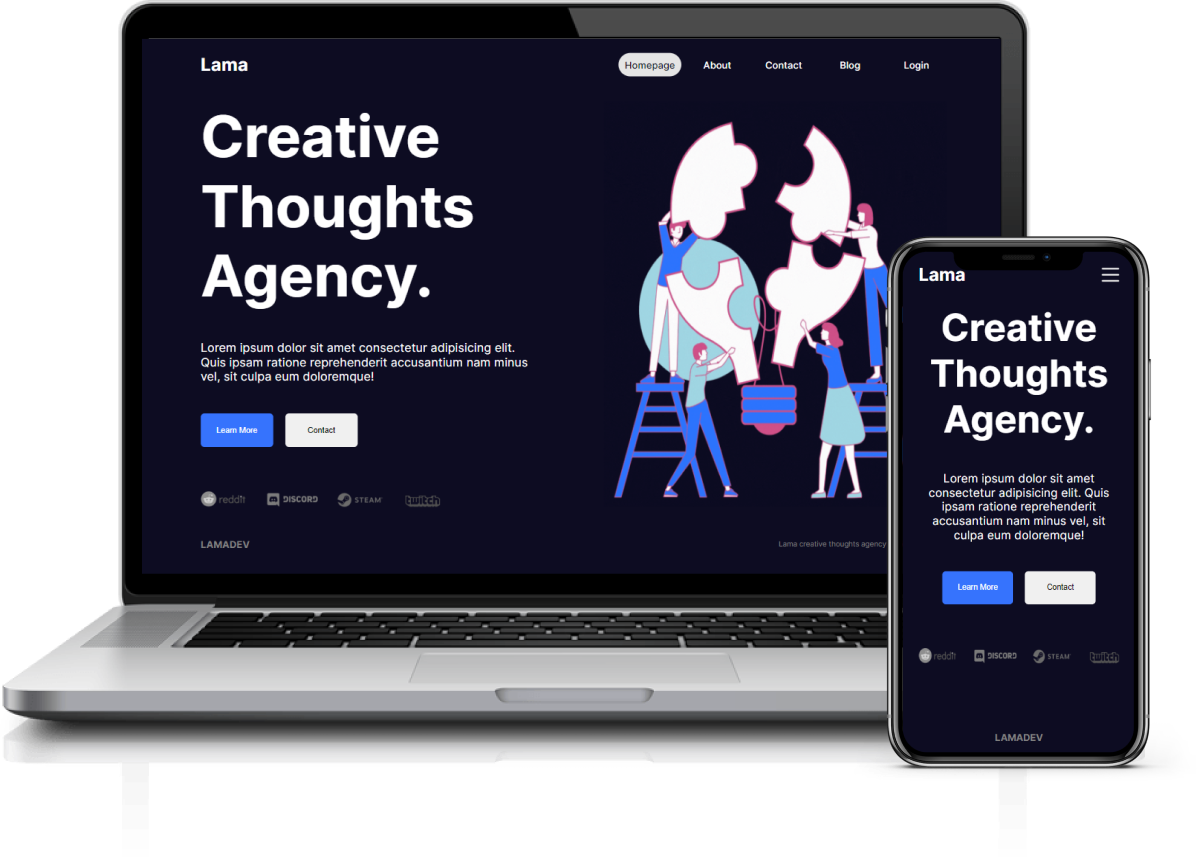 Lama
Homepage About Contact Blog Login
Creative
Thoughts
Agency.
Lorem ipsum dolor sit amet consectetur adipisicing elit.
Quis ipsam ratione reprehenderit accusantium nam minus
vel, sit culpa eum doloremque!
Learn More Contact
reddit DISCORD STEAM twitch
LAMADEV
Lama creative thoughts agency
Lama
Creative
Thoughts
Agency.
Lorem ipsum dolor sit amet
consectetur adipisicing elit. Quis
ipsam ratione reprehenderit
accusantium nam minus vel, sit
culpa eum doloremque!
Learn More Contact
reddit DISCORD STEAM twitch
LAMADEV